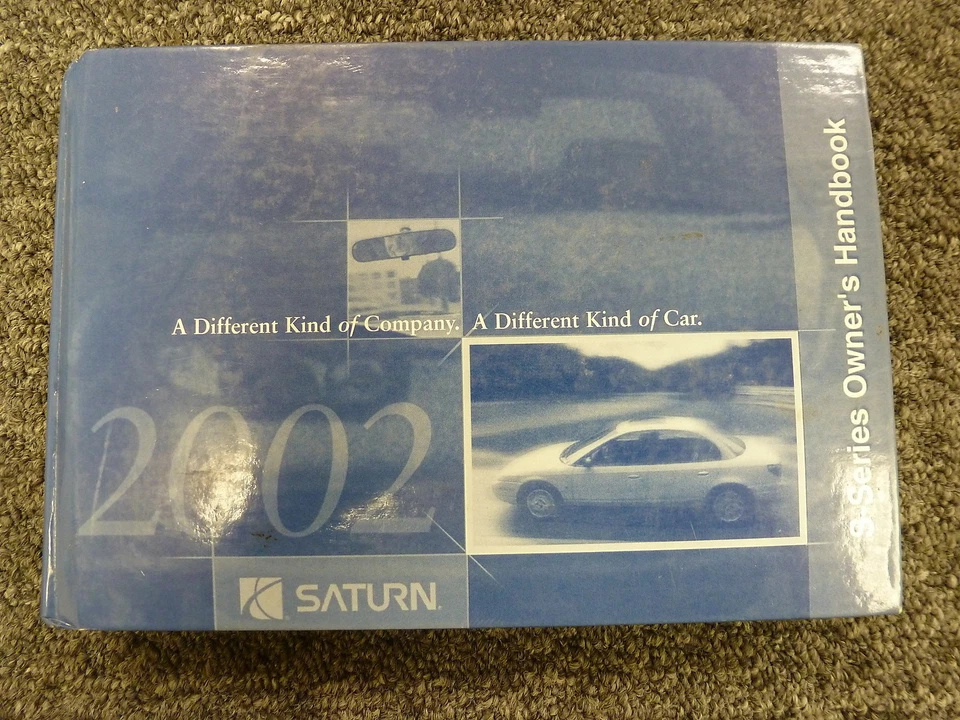 A Different Kind of Company. A Different Kind of Car.
2002
SATURN
S-Series Owner's Handbook